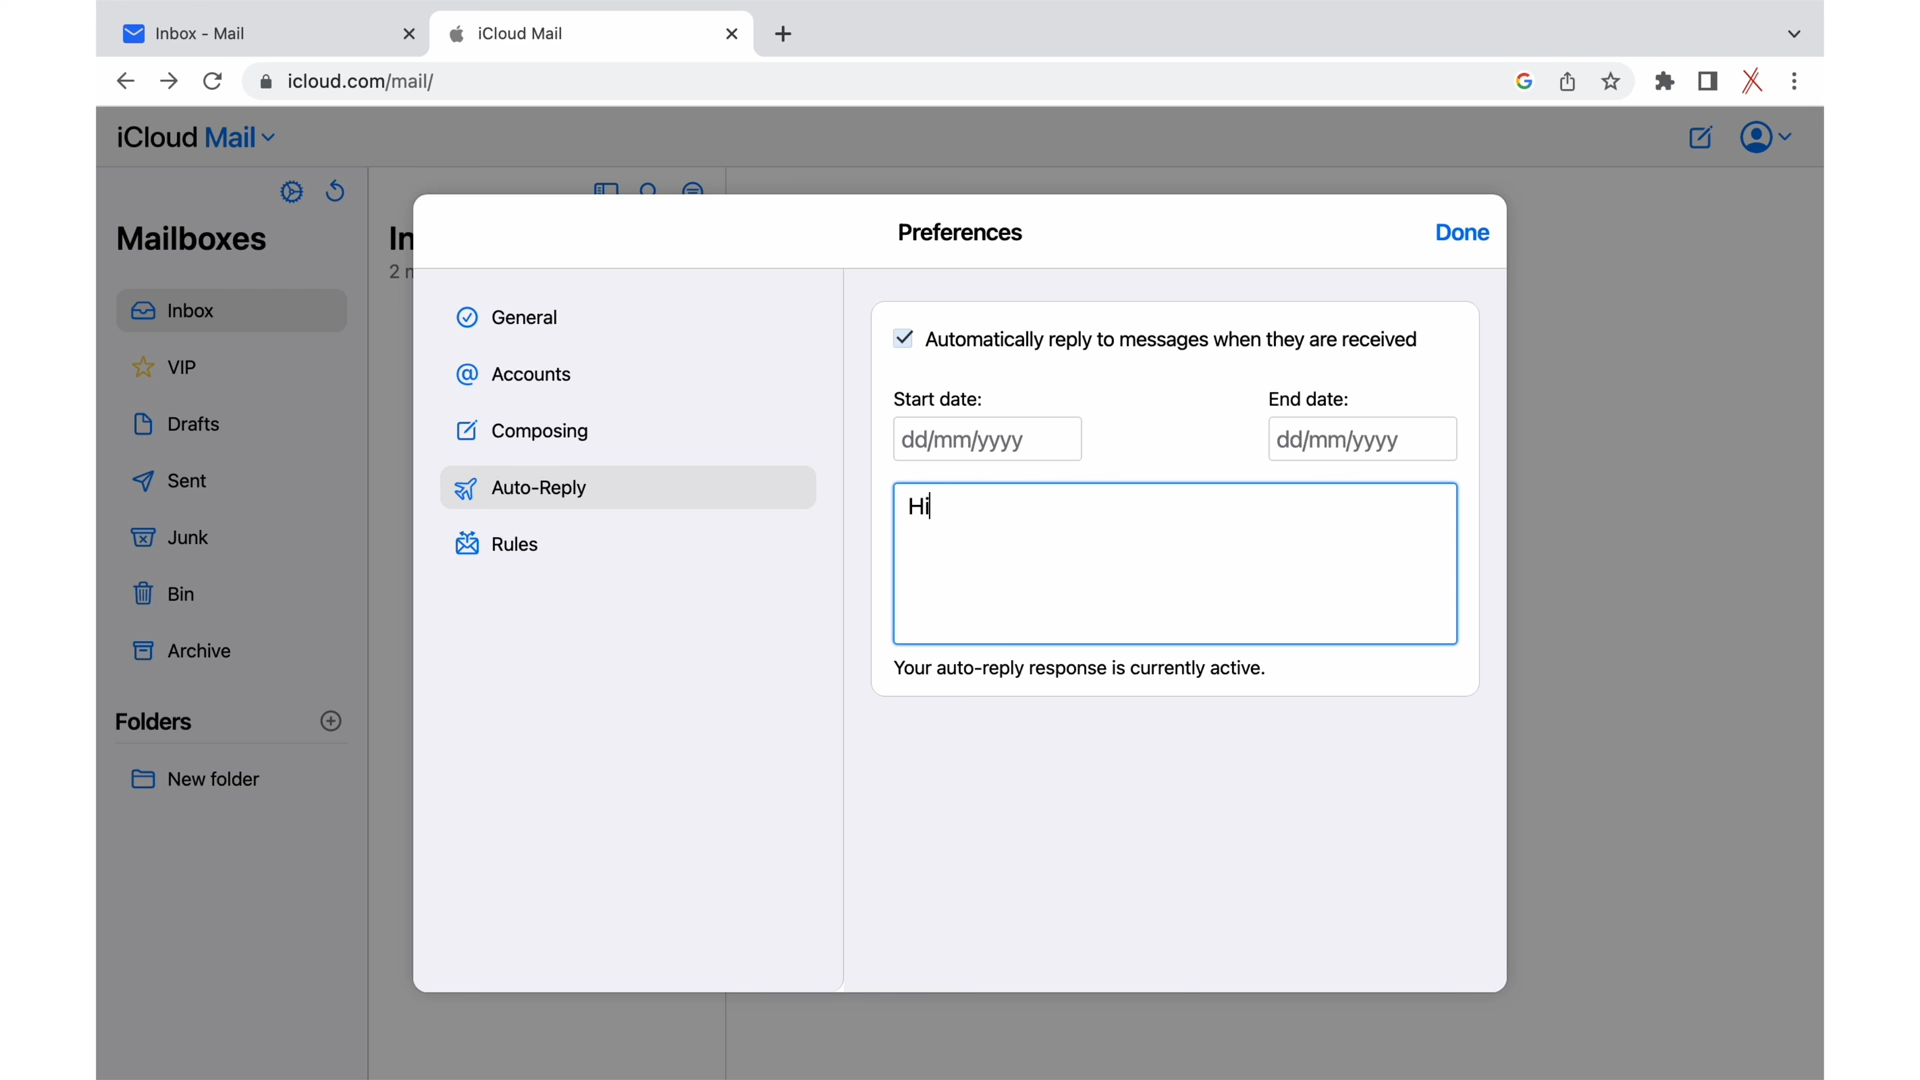 Inbox - Mail
iCloud Mail
icloud.com/mail/
iCloud Mail
Mailboxes
Inbox
VIP
Drafts
Sent
Junk
Bin
Archive
Folders
New folder
In
2 m
Preferences
Done
General
Accounts
Composing
Auto-Reply
Rules
Automatically reply to messages when they are received
Start date:
End date:
dd/mm/yyyy
dd/mm/yyyy
Hi
Your auto-reply response is currently active.